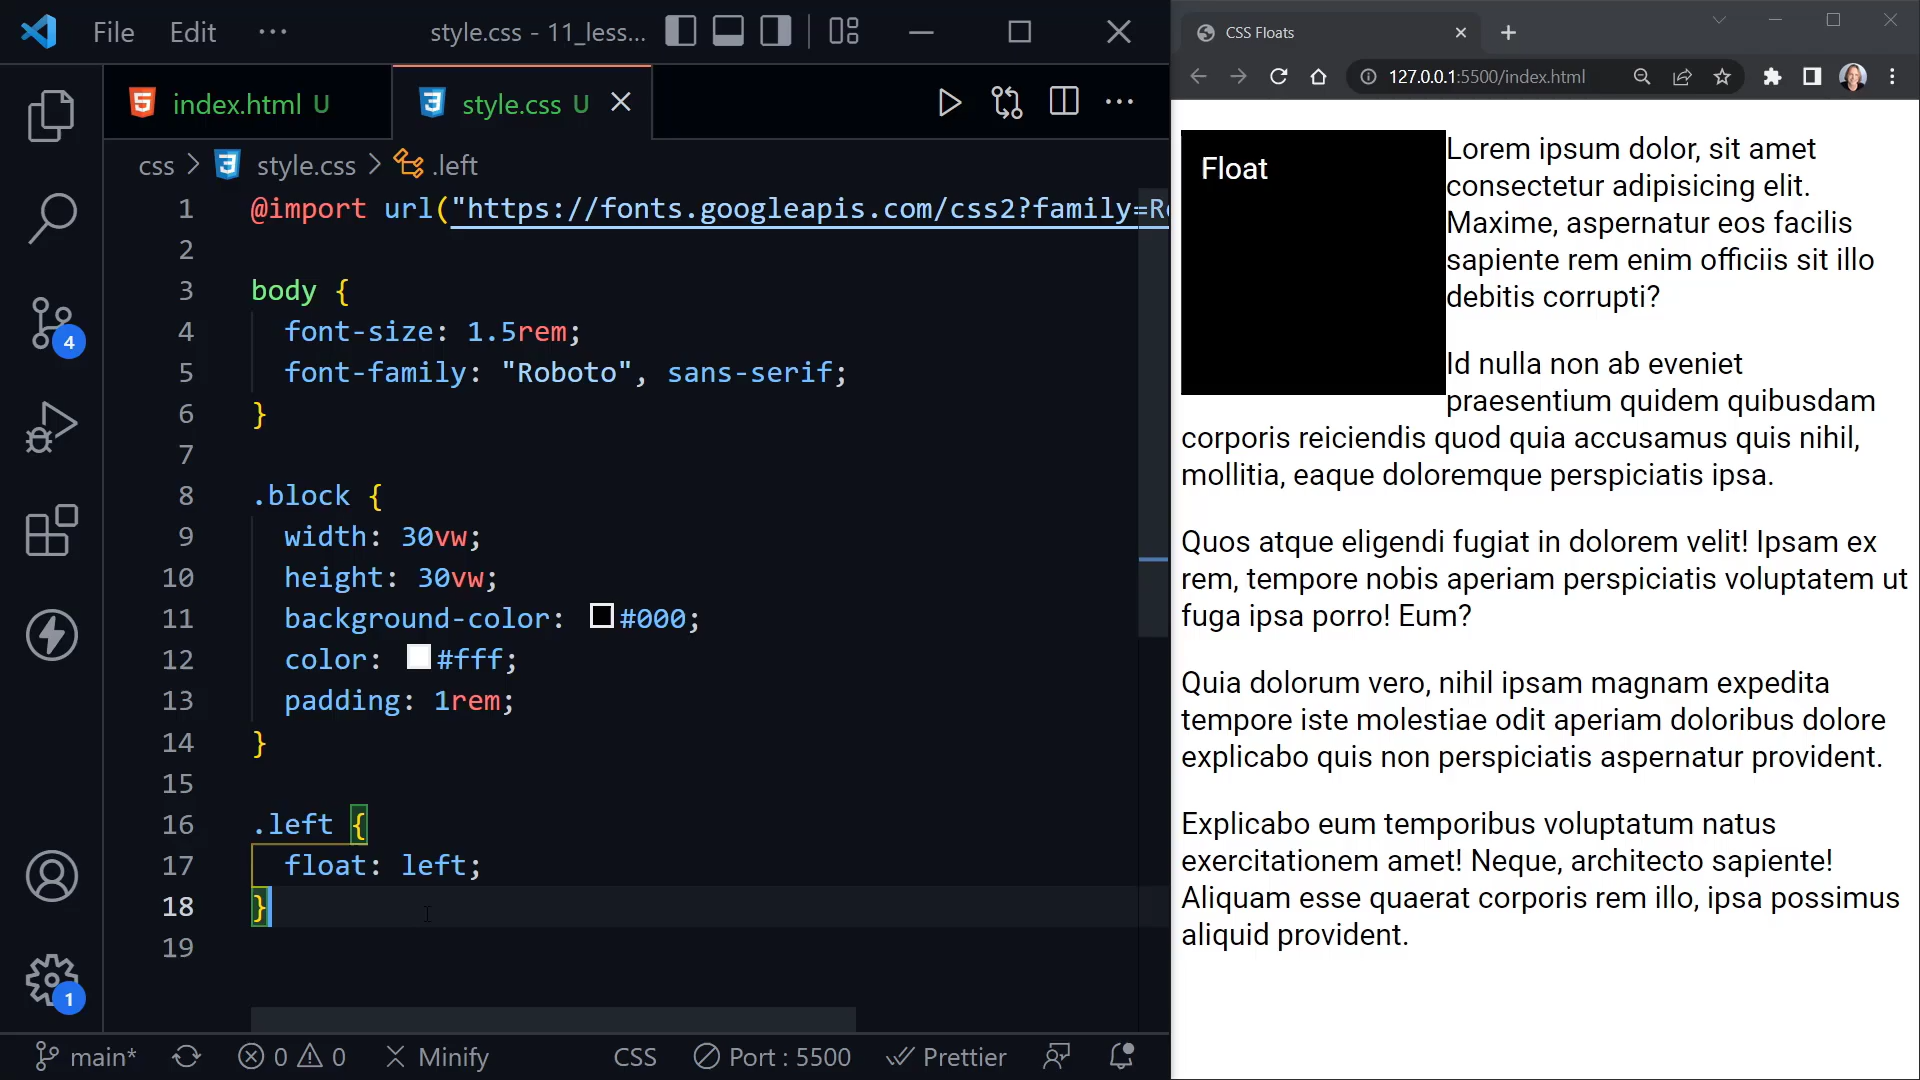 File Edit ... style.css - 11_less...
index.html U style.css U
css > style.css > .left
1 @import url("https://fonts.googleapis.com/css2?family=Ro
2
3 body {
4 font-size: 1.5rem;
5 font-family: "Roboto", sans-serif;
6 }
7
8 .block {
9 width: 30vw;
10 height: 30vw;
11 background-color: #000;
12 color: #fff;
13 padding: 1rem;
14 }
15
16 .left {
17 float: left;
18 }
19
4
1
main* 0 0 Minify CSS Port : 5500 Prettier
CSS Floats
127.0.0.1:5500/index.html
Float
Lorem ipsum dolor, sit amet
consectetur adipisicing elit.
Maxime, aspernatur eos facilis
sapiente rem enim officiis sit illo
debitis corrupti?
Id nulla non ab eveniet
praesentium quidem quibusdam
corporis reiciendis quod quia accusamus quis nihil,
mollitia, eaque doloremque perspiciatis ipsa.
Quos atque eligendi fugiat in dolorem velit! Ipsam ex
rem, tempore nobis aperiam perspiciatis voluptatem ut
fuga ipsa porro! Eum?
Quia dolorum vero, nihil ipsam magnam expedita
tempore iste molestiae odit aperiam doloribus dolore
explicabo quis non perspiciatis aspernatur provident.
Explicabo eum temporibus voluptatum natus
exercitationem amet! Neque, architecto sapiente!
Aliquam esse quaerat corporis rem illo, ipsa possimus
aliquid provident.